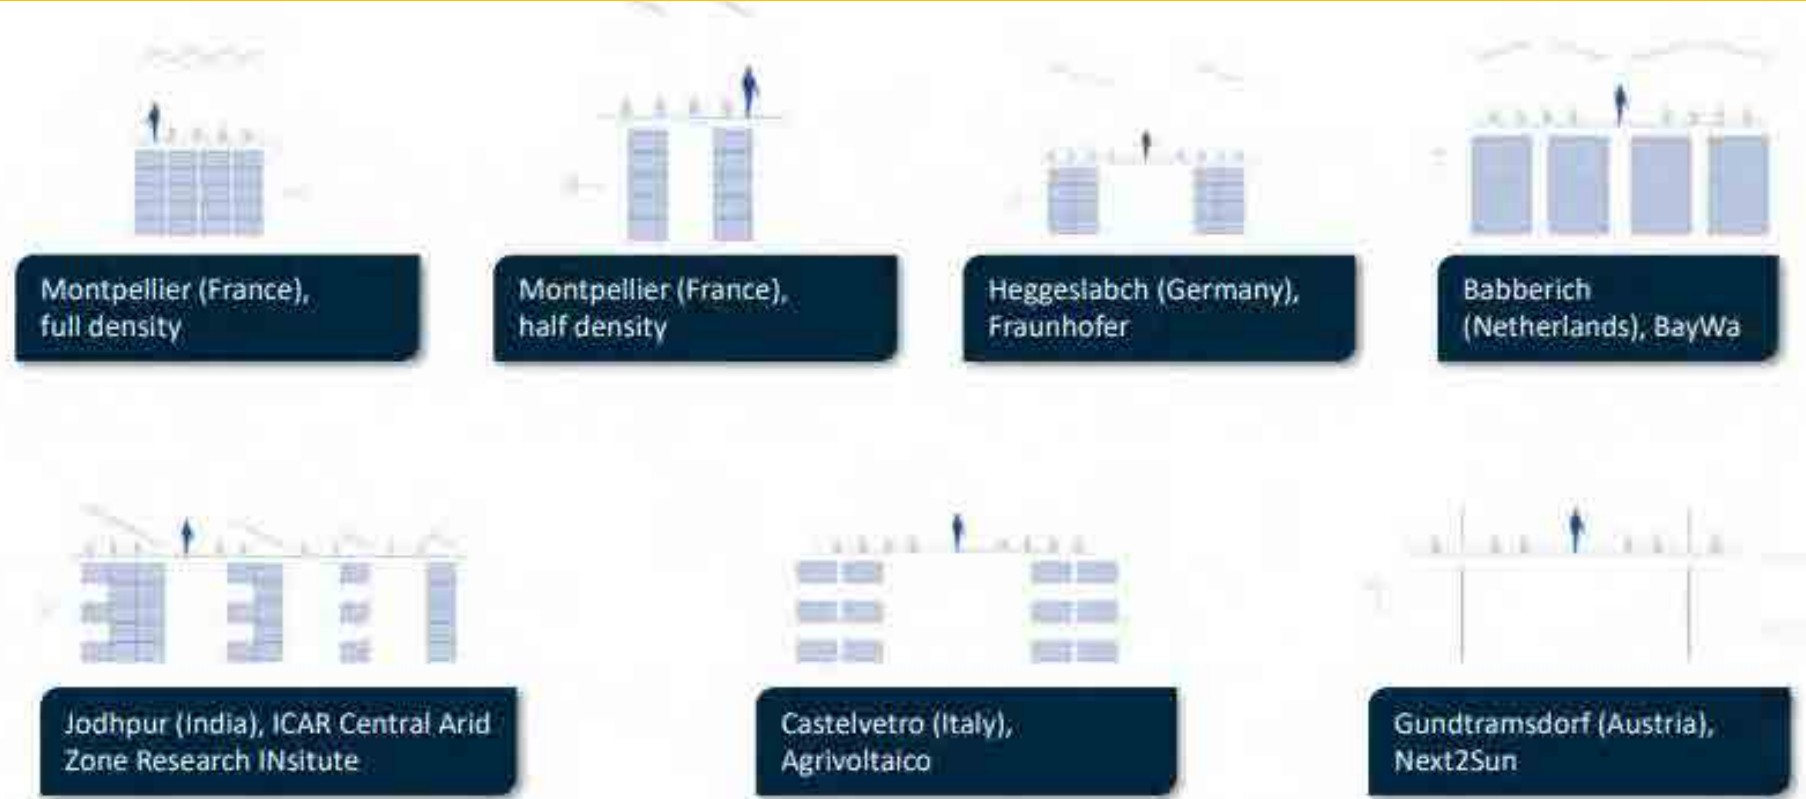 Montpellier (France),
full density
Montpellier (France),
half density
Heggeslabch (Germany),
Fraunhofer
Babberich
(Netherlands), BayWa
Jodhpur (India), ICAR Central Arid
Zone Research INsitute
Castelvetro (Italy),
Agrivoltaico
Gundtramsdorf (Austria),
Next2Sun